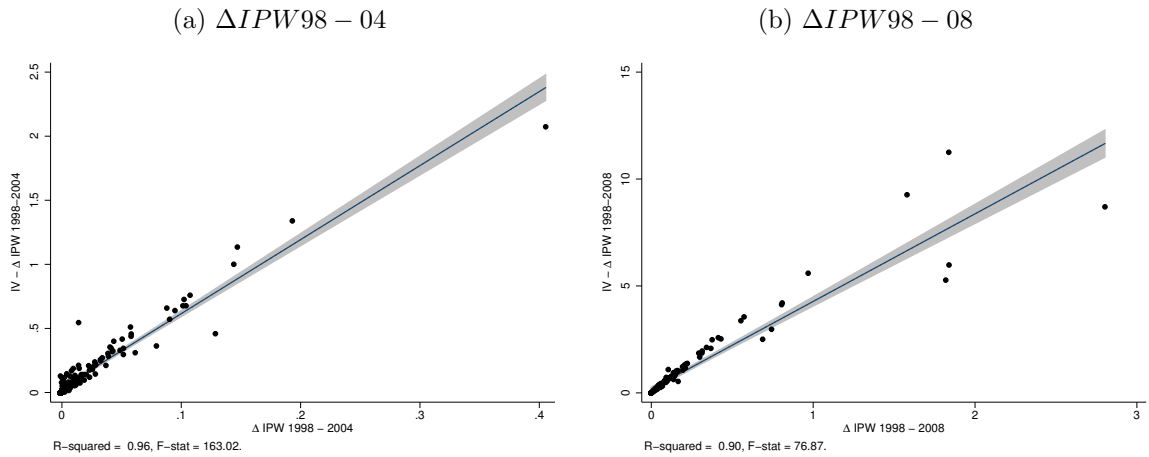 (a) ΔIPW98 − 04
2.5
2
1.5
1
.5
0
IV − Δ IPW 1998−2004
0 .1 .2 .3 .4
Δ IPW 1998 − 2004
R−squared = 0.96, F−stat = 163.02.
(b) ΔIPW98 − 08
15
10
5
0
IV − Δ IPW 1998−2008
0 1 2 3
Δ IPW 1998 − 2008
R−squared = 0.90, F−stat = 76.87.